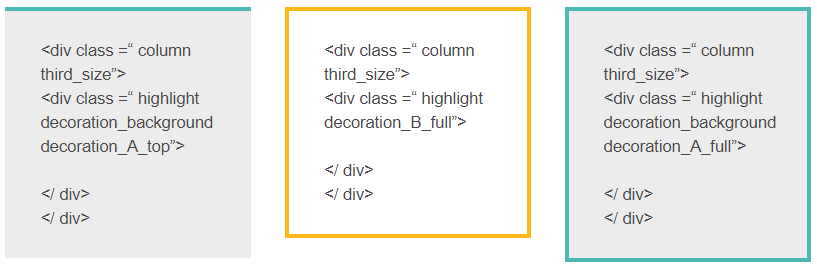 <div class =“ column
third_size”>
<div class =“ highlight
decoration_background
decoration_A_top”>
</ div>
</ div>
<div class =“ column
third_size”>
<div class =“ highlight
decoration_B_full”>
</ div>
</ div>
<div class =“ column
third_size”>
<div class =“ highlight
decoration_background
decoration_A_full”>
</ div>
</ div>